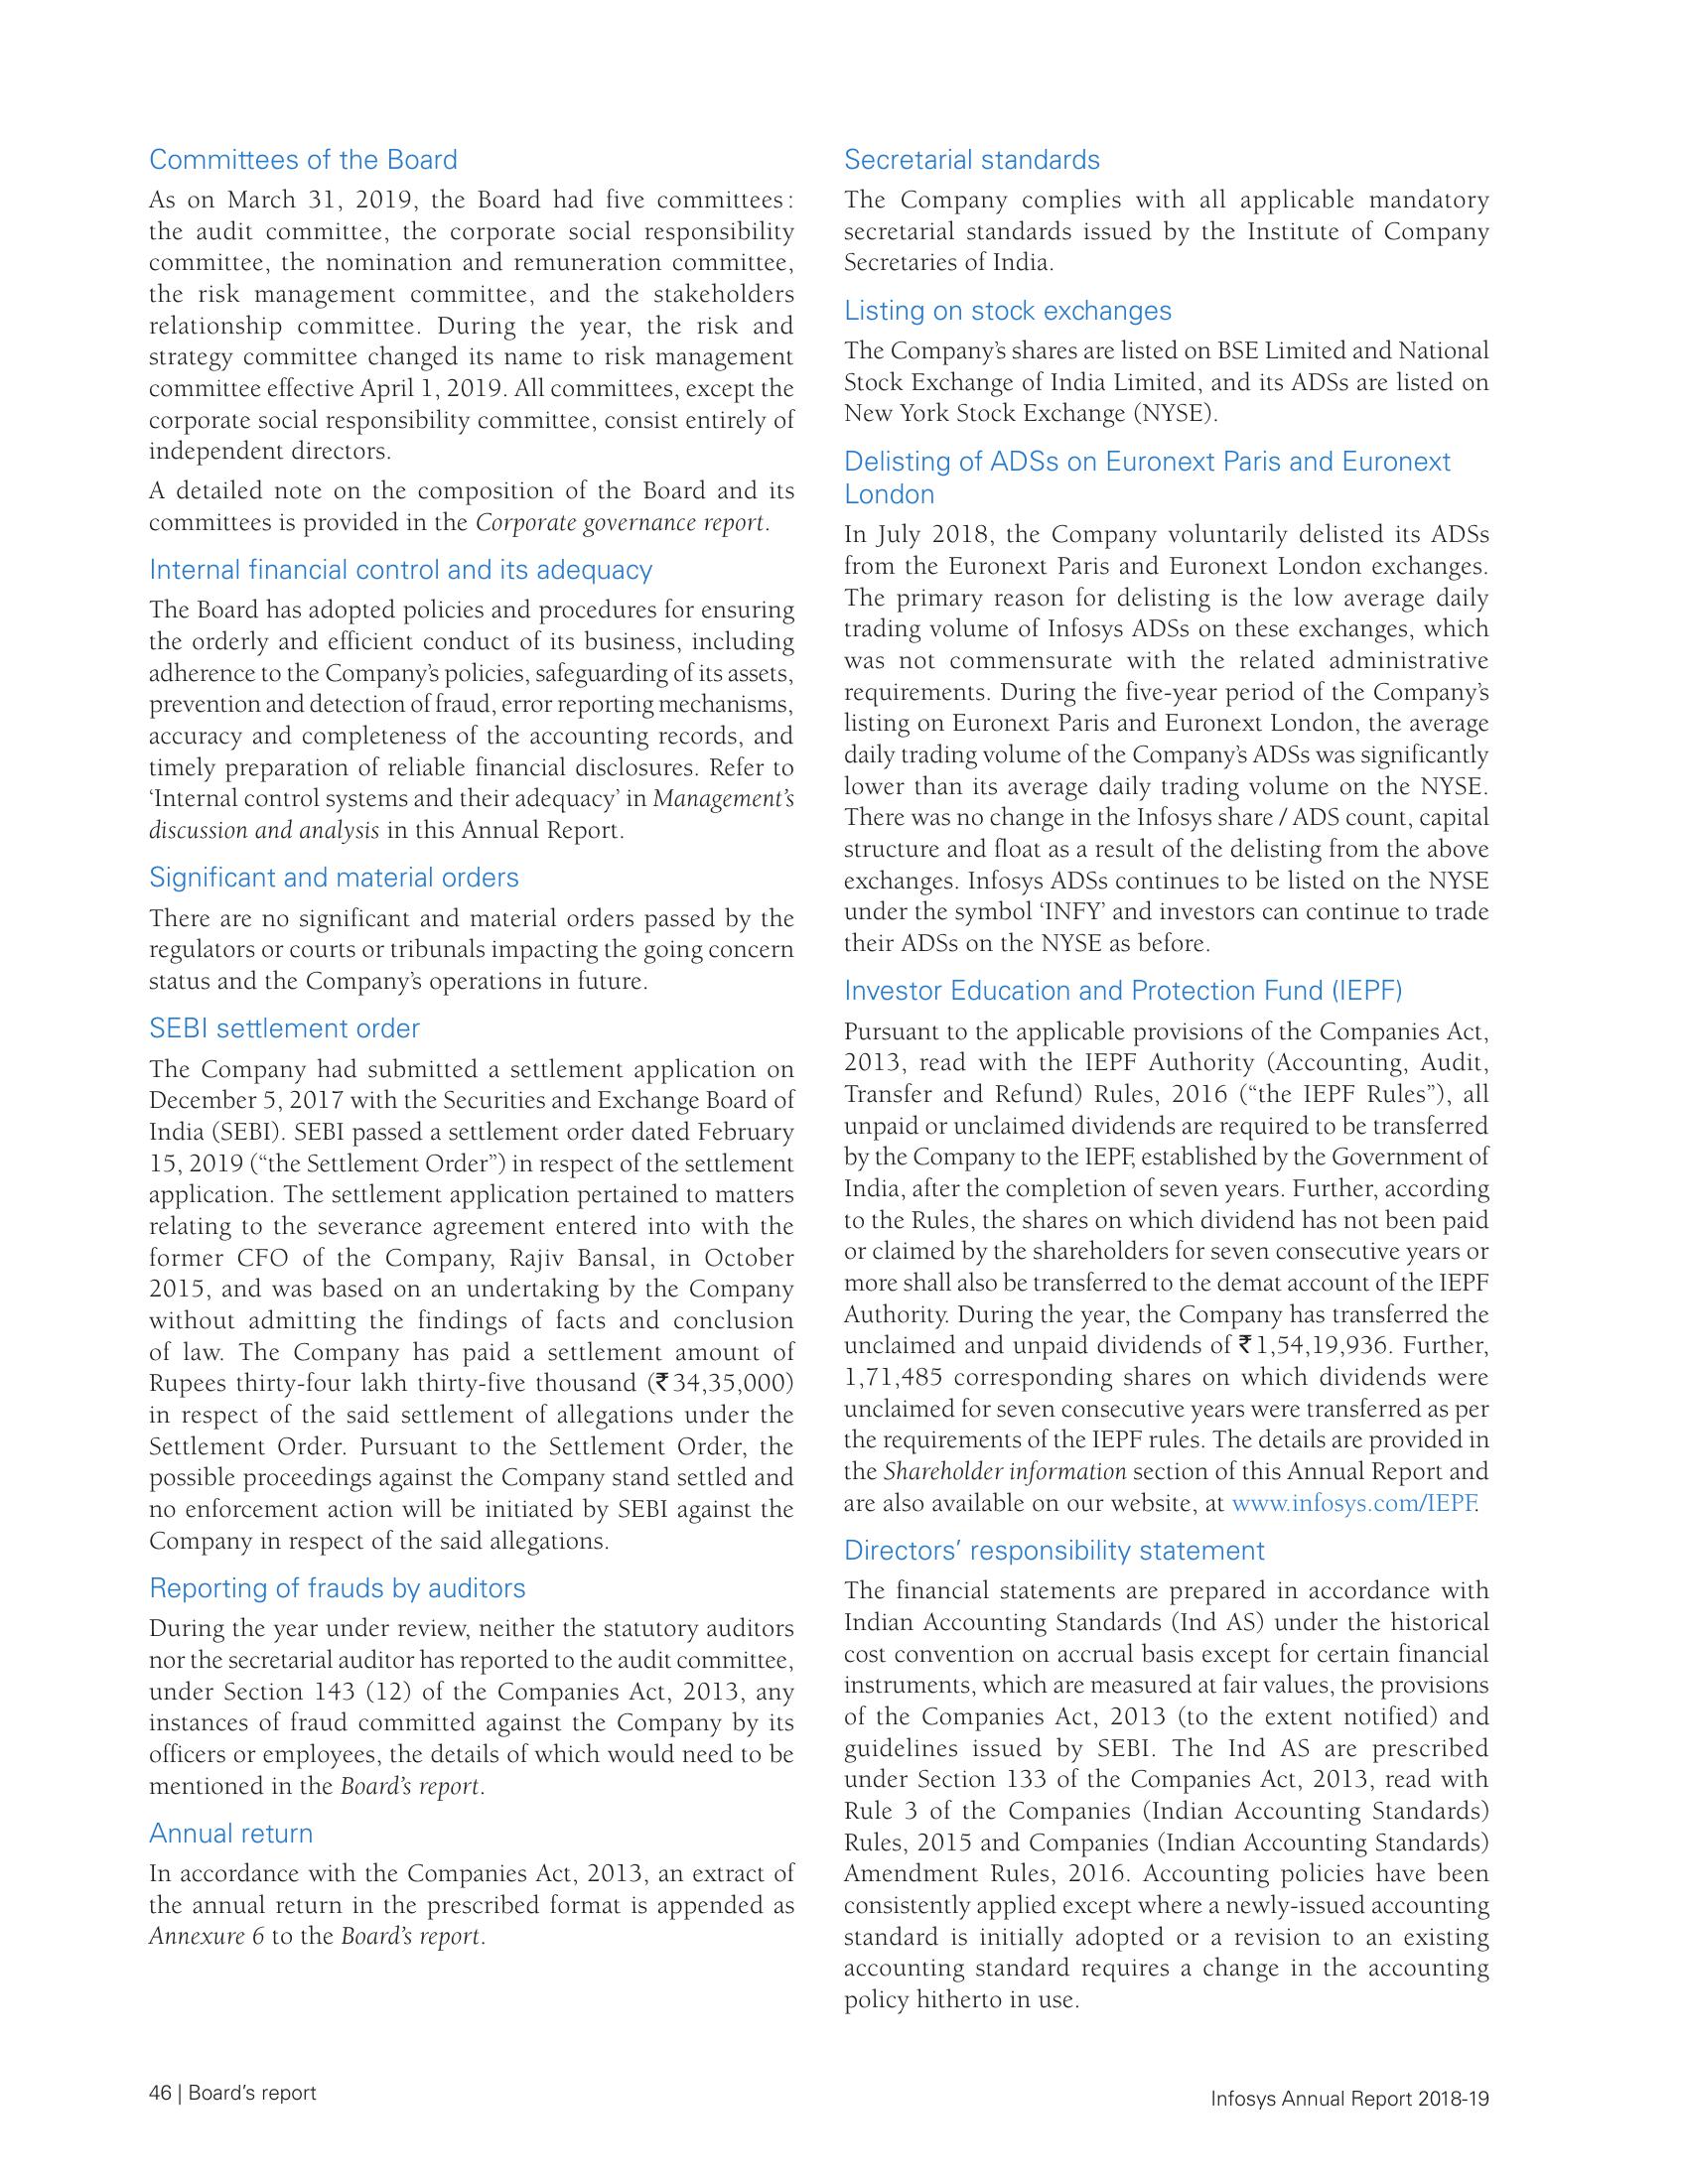 Committees of the Board
As on March 31, 2019, the Board had five committees:
the audit committee, the corporate social responsibility
committee, the nomination and remuneration committee,
the risk management committee, and the stakeholders
relationship committee. During the year, the risk and
strategy committee changed its name to risk management
committee effective April 1, 2019. All committees, except the
corporate social responsibility committee, consist entirely of
independent directors.
A detailed note on the composition of the Board and its
committees is provided in the Corporate governance report.
Internal financial control and its adequacy
The Board has adopted policies and procedures for ensuring
the orderly and efficient conduct of its business, including
adherence to the Company’s policies, safeguarding of its assets,
prevention and detection of fraud, error reporting mechanisms,
accuracy and completeness of the accounting records, and
timely preparation of reliable financial disclosures. Refer to
‘Internal control systems and their adequacy’ in Management’s
discussion and analysis in this Annual Report.
Significant and material orders
There are no significant and material orders passed by the
regulators or courts or tribunals impacting the going concern
status and the Company’s operations in future.
SEBI settlement order
The Company had submitted a settlement application on
December 5, 2017 with the Securities and Exchange Board of
India (SEBI). SEBI passed a settlement order dated February
15, 2019 (“the Settlement Order”) in respect of the settlement
application. The settlement application pertained to matters
relating to the severance agreement entered into with the
former CFO of the Company, Rajiv Bansal, in October
2015, and was based on an undertaking by the Company
without admitting the findings of facts and conclusion
of law. The Company has paid a settlement amount of
Rupees thirty-four lakh thirty-five thousand (₹34,35,000)
in respect of the said settlement of allegations under the
Settlement Order. Pursuant to the Settlement Order, the
possible proceedings against the Company stand settled and
no enforcement action will be initiated by SEBI against the
Company in respect of the said allegations.
Reporting of frauds by auditors
During the year under review, neither the statutory auditors
nor the secretarial auditor has reported to the audit committee,
under Section 143 (12) of the Companies Act, 2013, any
instances of fraud committed against the Company by its
officers or employees, the details of which would need to be
mentioned in the Board’s report.
Annual return
In accordance with the Companies Act, 2013, an extract of
the annual return in the prescribed format is appended as
Annexure 6 to the Board’s report.
Secretarial standards
The Company complies with all applicable mandatory
secretarial standards issued by the Institute of Company
Secretaries of India.
Listing on stock exchanges
The Company’s shares are listed on BSE Limited and National
Stock Exchange of India Limited, and its ADSs are listed on
New York Stock Exchange (NYSE).
Delisting of ADSs on Euronext Paris and Euronext
London
In July 2018, the Company voluntarily delisted its ADSs
from the Euronext Paris and Euronext London exchanges.
The primary reason for delisting is the low average daily
trading volume of Infosys ADSs on these exchanges, which
was not commensurate with the related administrative
requirements. During the five-year period of the Company’s
listing on Euronext Paris and Euronext London, the average
daily trading volume of the Company’s ADSs was significantly
lower than its average daily trading volume on the NYSE.
There was no change in the Infosys share / ADS count, capital
structure and float as a result of the delisting from the above
exchanges. Infosys ADSs continues to be listed on the NYSE
under the symbol ‘INFY’ and investors can continue to trade
their ADSs on the NYSE as before.
Investor Education and Protection Fund (IEPF)
Pursuant to the applicable provisions of the Companies Act,
2013, read with the IEPF Authority (Accounting, Audit,
Transfer and Refund) Rules, 2016 (“the IEPF Rules”), all
unpaid or unclaimed dividends are required to be transferred
by the Company to the IEPF, established by the Government of
India, after the completion of seven years. Further, according
to the Rules, the shares on which dividend has not been paid
or claimed by the shareholders for seven consecutive years or
more shall also be transferred to the demat account of the IEPF
Authority. During the year, the Company has transferred the
unclaimed and unpaid dividends of ₹1,54,19,936. Further,
1,71,485 corresponding shares on which dividends were
unclaimed for seven consecutive years were transferred as per
the requirements of the IEPF rules. The details are provided in
the Shareholder information section of this Annual Report and
are also available on our website, at www.infosys.com/IEPF.
Directors’ responsibility statement
The financial statements are prepared in accordance with
Indian Accounting Standards (Ind AS) under the historical
cost convention on accrual basis except for certain financial
instruments, which are measured at fair values, the provisions
of the Companies Act, 2013 (to the extent notified) and
guidelines issued by SEBI. The Ind AS are prescribed
under Section 133 of the Companies Act, 2013, read with
Rule 3 of the Companies (Indian Accounting Standards)
Rules, 2015 and Companies (Indian Accounting Standards)
Amendment Rules, 2016. Accounting policies have been
consistently applied except where a newly-issued accounting
standard is initially adopted or a revision to an existing
accounting standard requires a change in the accounting
policy hitherto in use.
46 | Board’s report
Infosys Annual Report 2018-19